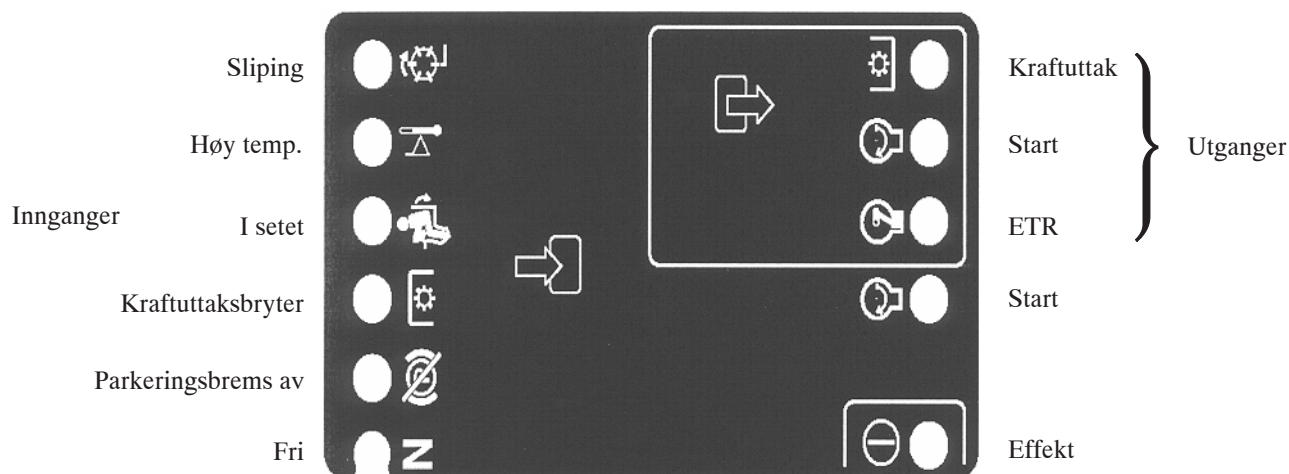 Sliping
Kraftuttak
Høy temp.
Start
Utganger
Innganger
I setet
ETR
Kraftuttaksbryter
Start
Parkeringsbrems av
Fri
N
Effekt